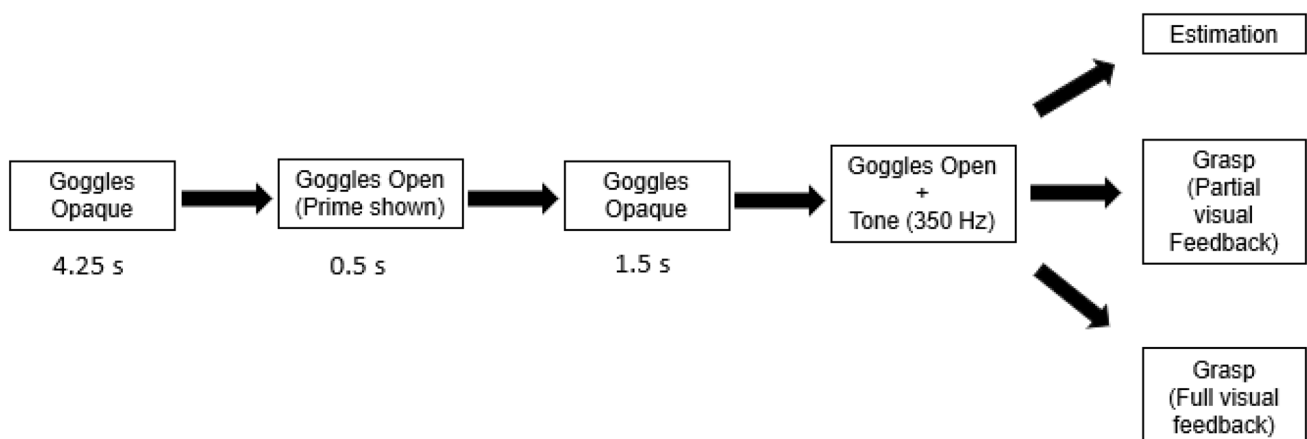 Goggles
Opaque
4.25 s
Goggles Open
(Prime shown)
0.5 s
Goggles
Opaque
1.5 s
Goggles Open
+
Tone (350 Hz)
Estimation
Grasp
(Partial
visual
Feedback)
Grasp
(Full visual
feedback)